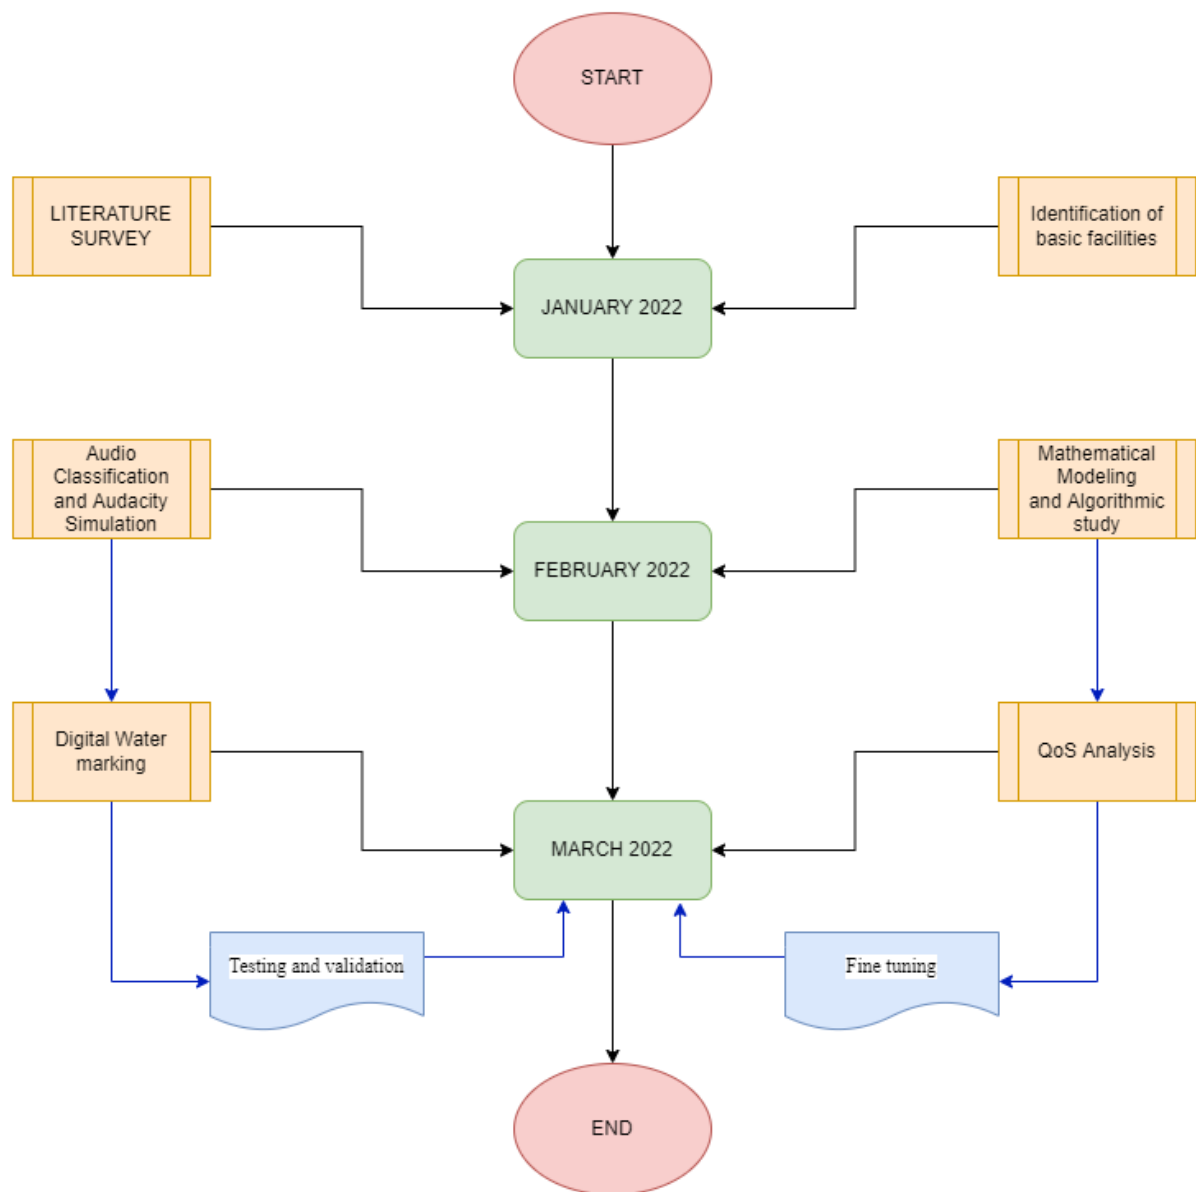 START
LITERATURE
SURVEY
Identification of
basic facilities
JANUARY 2022
Audio
Classification
and Audacity
Simulation
Mathematical
Modeling
and Algorithmic
study
FEBRUARY 2022
Digital Water
marking
QoS Analysis
MARCH 2022
Testing and validation
Fine tuning
END